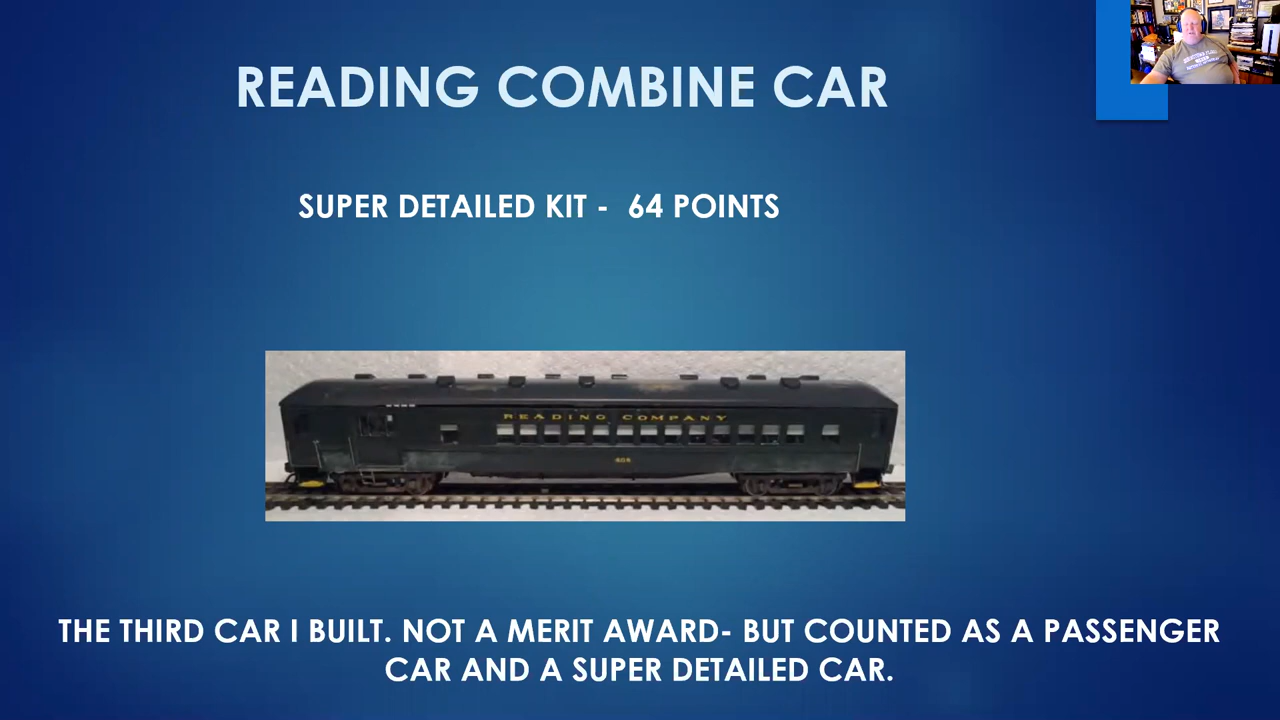 READING COMBINE CAR
SUPER DETAILED KIT - 64 POINTS
READING COMPANY
THE THIRD CAR I BUILT. NOT A MERIT AWARD- BUT COUNTED AS A PASSENGER
CAR AND A SUPER DETAILED CAR.